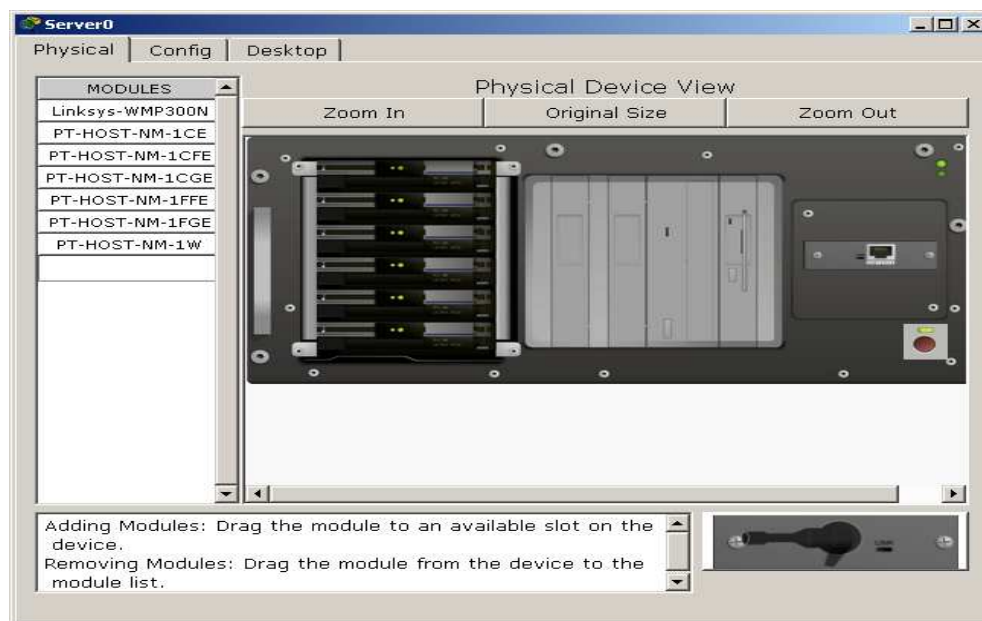 Server0
Physical
Config
Desktop
MODULES
Linksys-WMP300N
PT-HOST-NM-1CE
PT-HOST-NM-1CFE
PT-HOST-NM-1CGE
PT-HOST-NM-1FFE
PT-HOST-NM-1FGE
PT-HOST-NM-1W
Physical Device View
Zoom In
Original Size
Zoom Out
Adding Modules: Drag the module to an available slot on the
device.
Removing Modules: Drag the module from the device to the
module list.